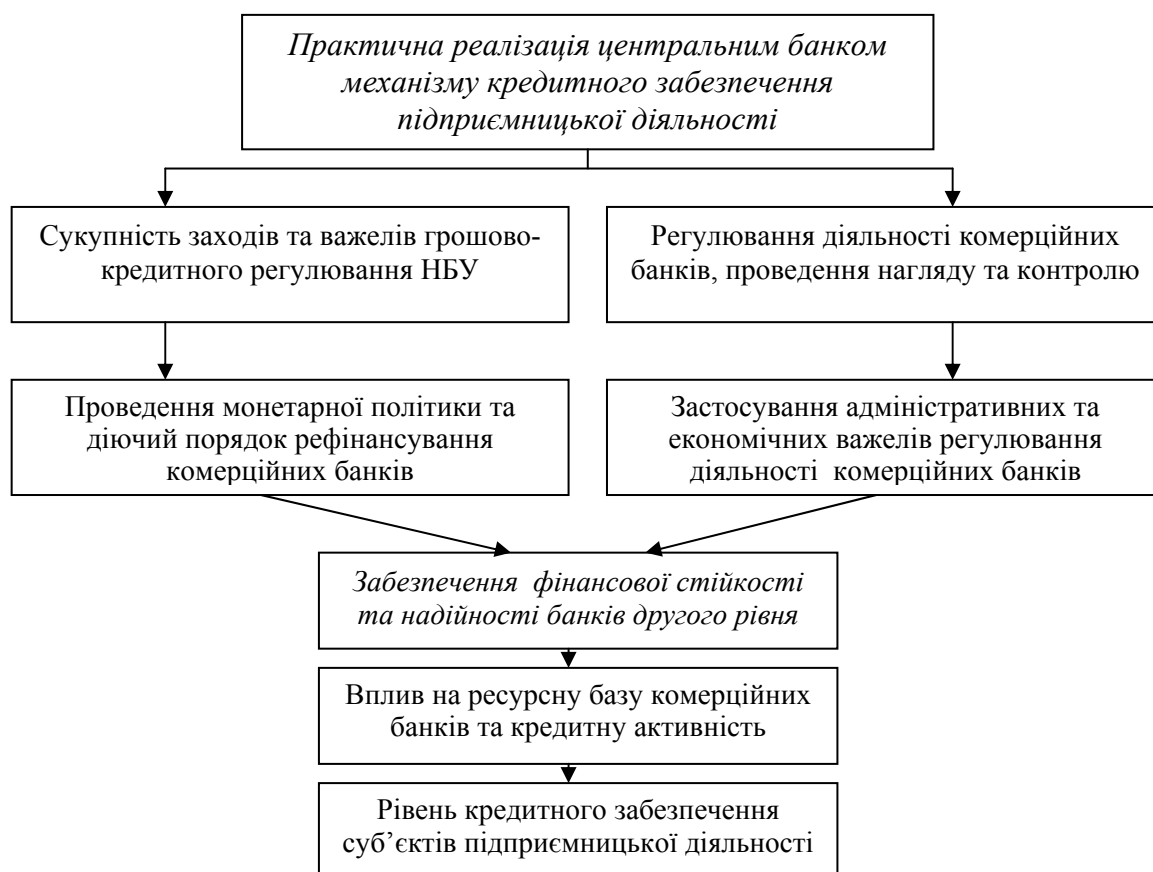 Практична реалізація центральним банком
механізму кредитного забезпечення
підприємницької діяльності
Сукупність заходів та важелів грошово-
кредитного регулювання НБУ
Регулювання діяльності комерційних
банків, проведення нагляду та контролю
Проведення монетарної політики та
діючий порядок рефінансування
комерційних банків
Застосування адміністративних та
економічних важелів регулювання
діяльності комерційних банків
Забезпечення фінансової стійкості
та надійності банків другого рівня
Вплив на ресурсну базу комерційних
банків та кредитну активність
Рівень кредитного забезпечення
суб’єктів підприємницької діяльності